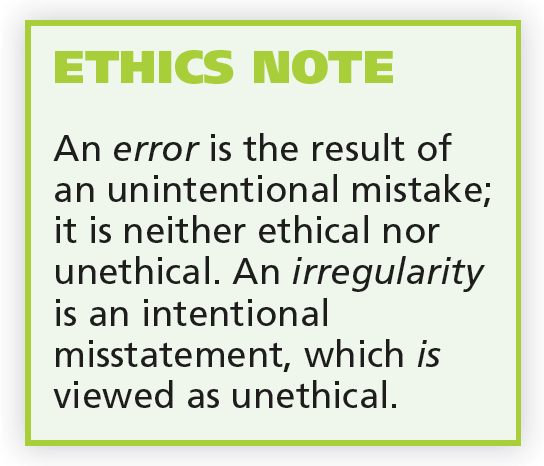 ETHICS NOTE
An error is the result of
an unintentional mistake;
it is neither ethical nor
unethical. An irregularity
is an intentional
misstatement, which is
viewed as unethical.